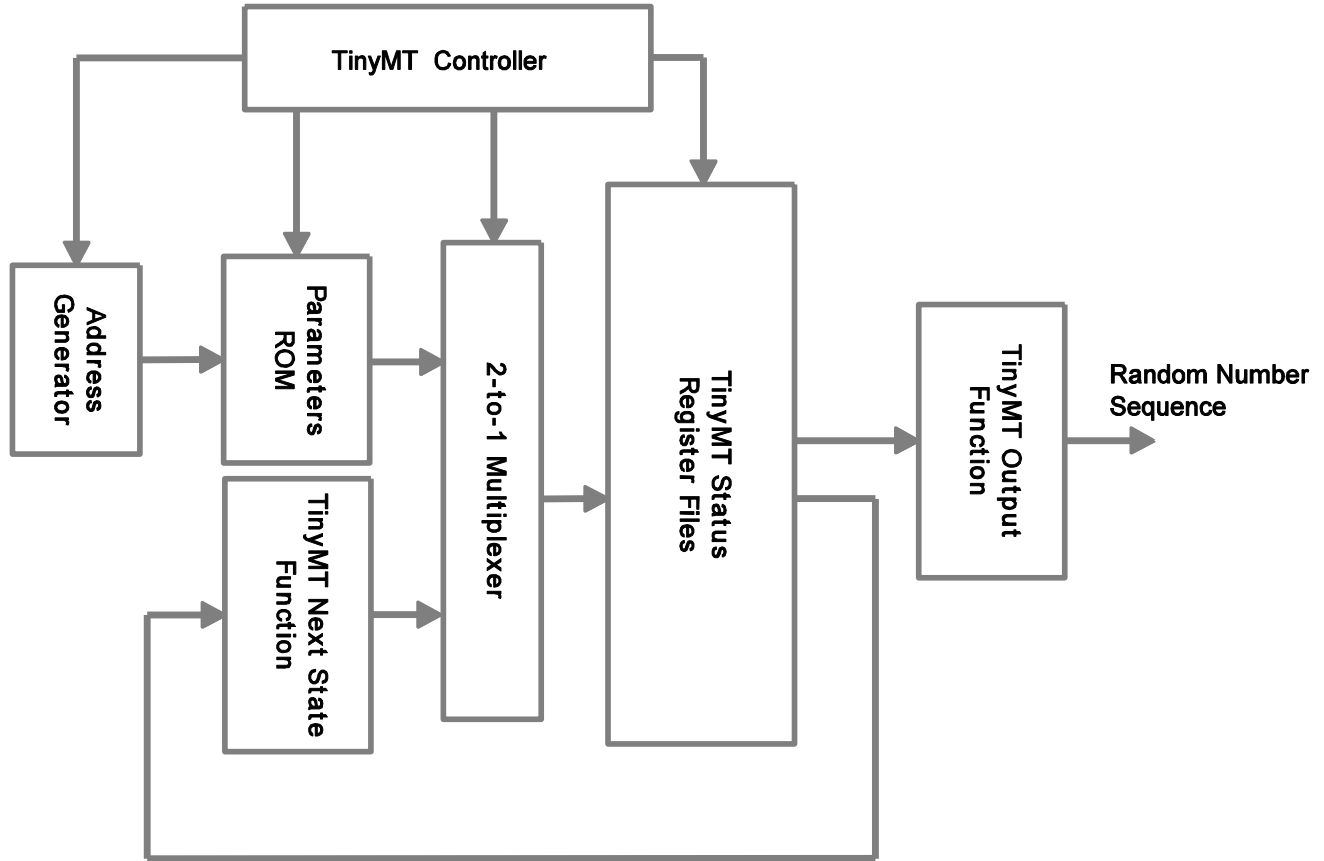 TinyMT Controller
Address
Generator
Parameters
ROM
2-to-1 Multiplexer
TinyMT Next State
Function
TinyMT Status
Register Files
TinyMT Output
Function
Random Number
Sequence